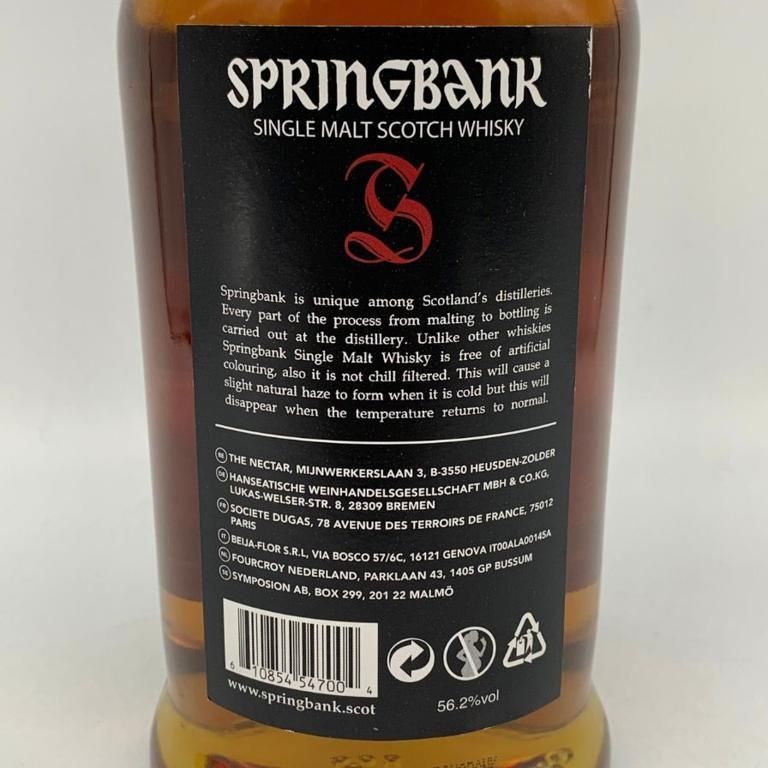 SPRINGBANK
SINGLE MALT SCOTCH WHISKY
S
Springbank is unique among Scotland's distilleries.
Every part of the process from malting to bottling is
carried out at the distillery. Unlike other whiskies
Springbank Single Malt Whisky is free of artificial
colouring, also it is not chill filtered. This will cause a
slight natural haze to form when it is cold but this will
disappear when the temperature returns to normal.
BE THE NECTAR, MIJNWERKERSLAAN 3, B-3550 HEUSDEN-ZOLDER
DE HANSEATISCHE WEINHANDELSGESELLSCHAFT MBH & CO.KG,
LUKAS-WELSER-STR. 8, 28309 BREMEN
FR SOCIETE DUGAS, 78 AVENUE DES TERROIRS DE FRANCE, 75012
PARIS
IT BEIJA-FLOR S.R.L, VIA BOSCO 57/6C, 16121 GENOVA IT00ALA00145A
NL FOURCROY NEDERLAND, PARKLAAN 43, 1405 GP BUSSUM
SE SYMPOSION AB, BOX 299, 201 22 MALMÖ
6 10854 54700 4
www.springbank.scot
56.2%vol